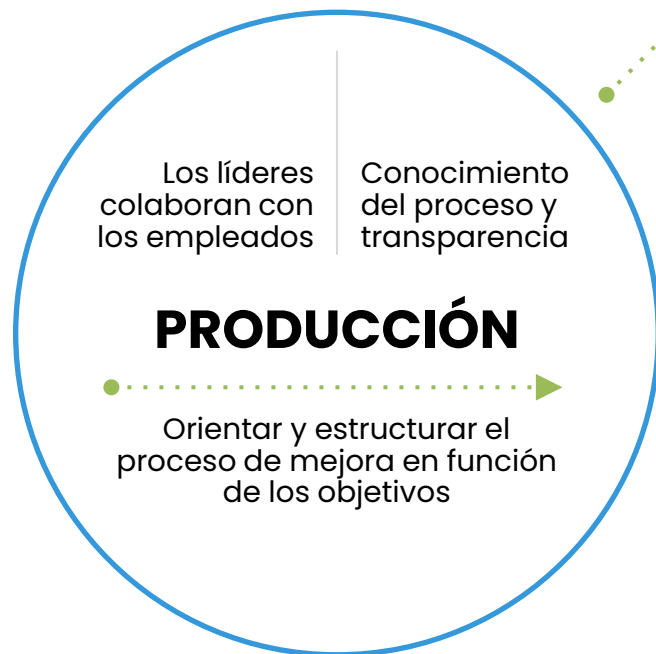 Los líderes
colaboran con
los empleados
Conocimiento
del proceso y
transparencia
PRODUCCIÓN
Orientar y estructurar el
proceso de mejora en función
de los objetivos